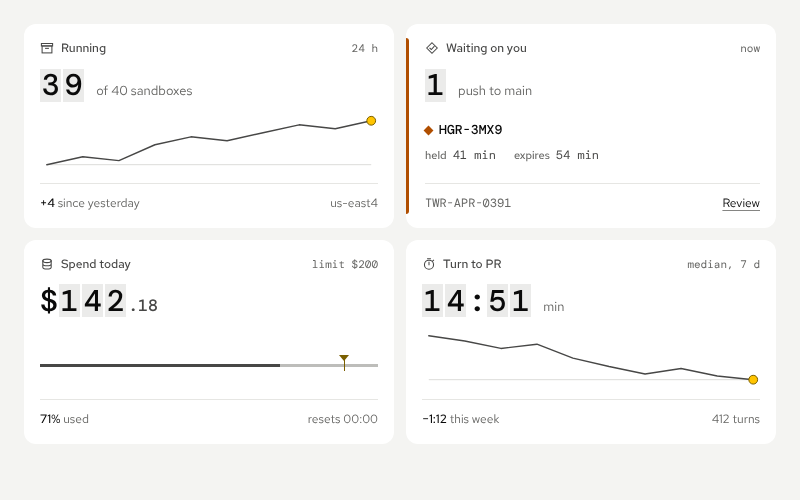 Running 24 h
39 of 40 sandboxes
+4 since yesterday us-east4
Waiting on you now
1 push to main
HGR-3MX9
held 41 min expires 54 min
TWR-APR-0391 Review
Spend today limit $200
$142.18
71% used resets 00:00
Turn to PR median, 7 d
14:51 min
−1:12 this week 412 turns